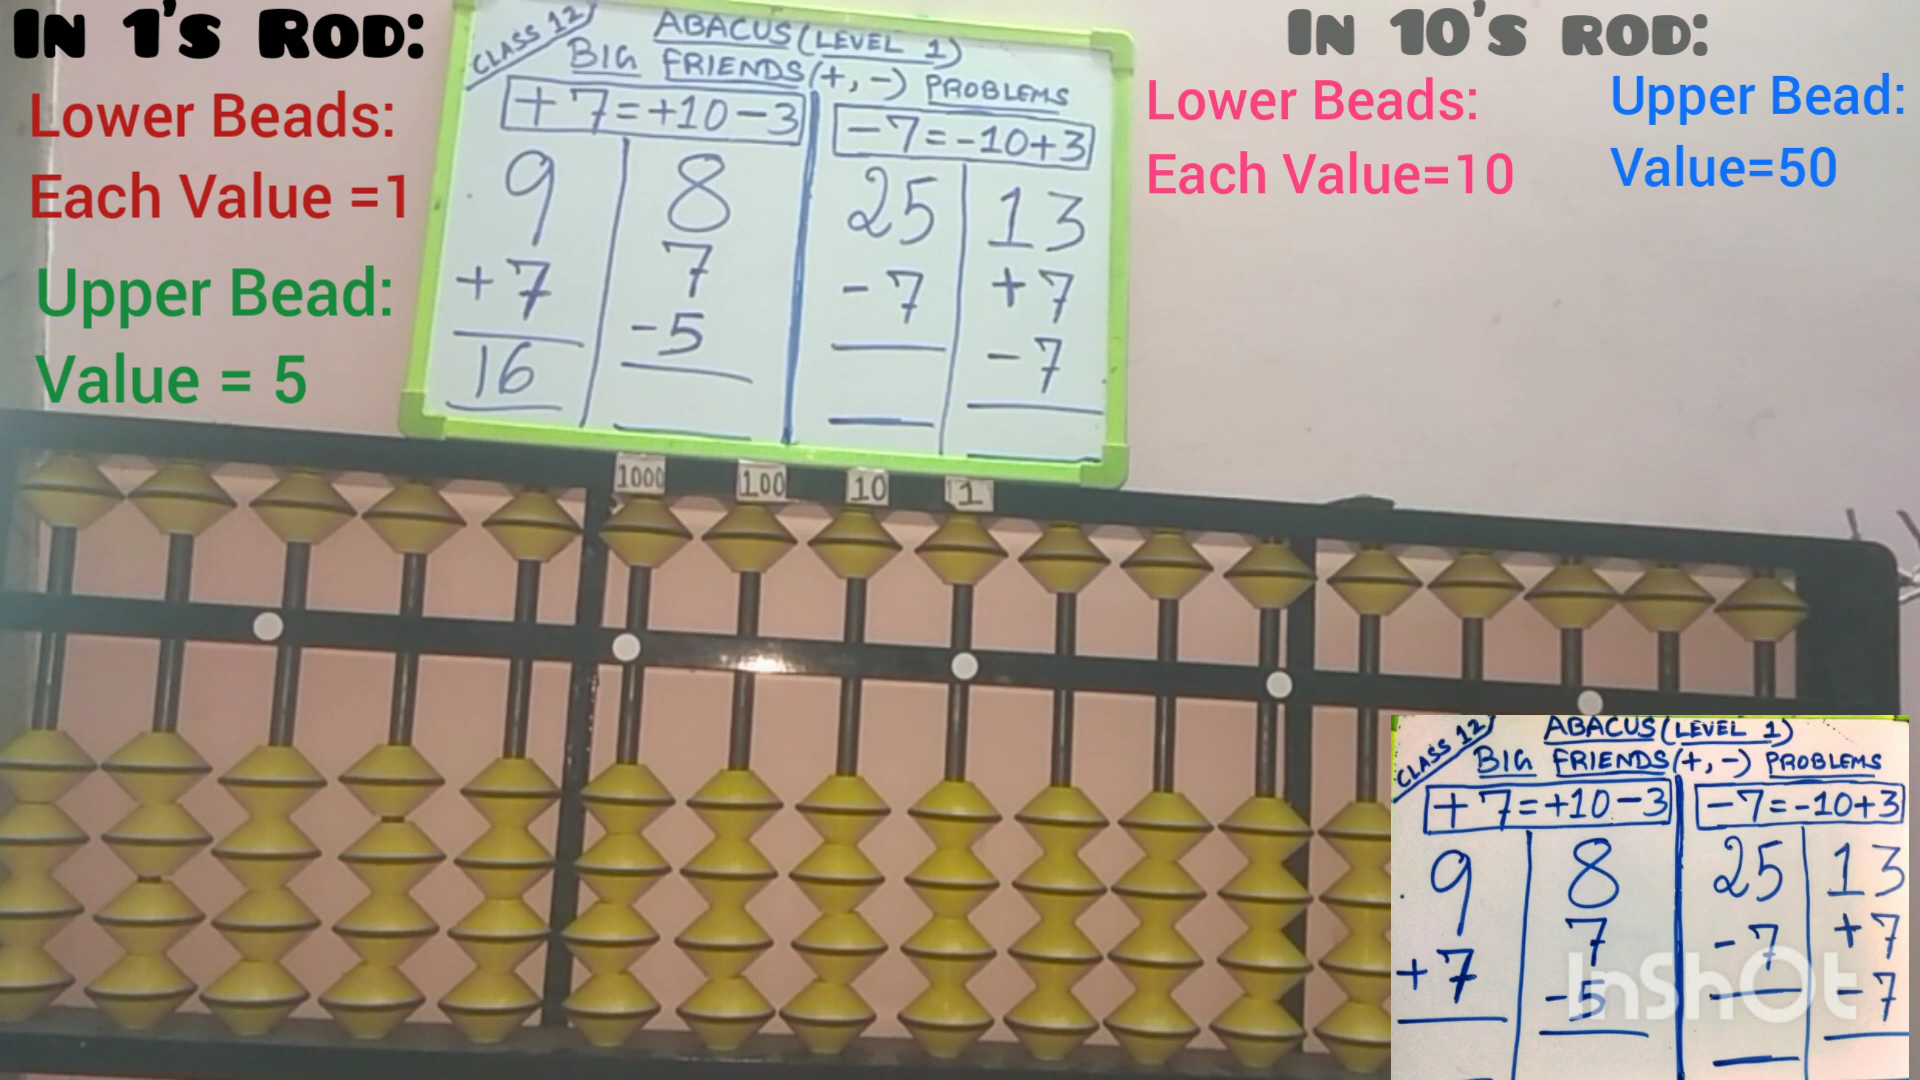 In 1's Rod:
Lower Beads:
Each Value =1
Upper Bead:
Value = 5
CLASS 12
ABACUS (LEVEL 1)
BIG FRIENDS (+, -) PROBLEMS
+7=+10-3
9
+7
16
8
7
-5
-7=-10+3
25
-7
13
+7
-7
In 10's rod:
Lower Beads:
Each Value=10
Upper Bead:
Value=50
1000 100 10 1
CLASS 12
ABACUS (LEVEL 1)
BIG FRIENDS (+, -) PROBLEMS
+7=+10-3
9
+7
8
7
-5
-7=-10+3
25
-7
13
+7
7
InShOt